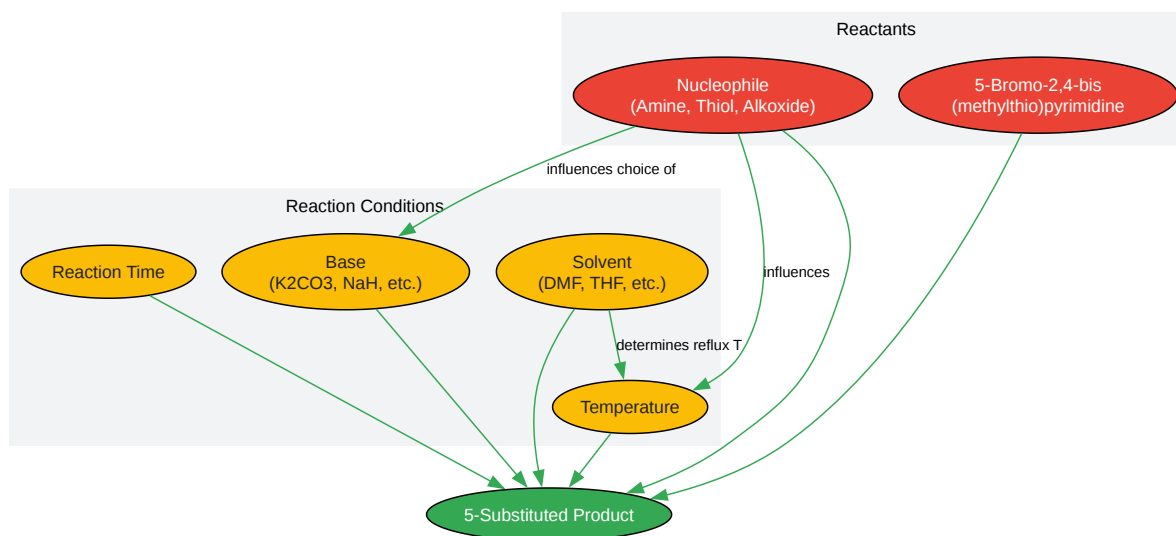 Reactants
Nucleophile
(Amine, Thiol, Alkoxide)
5-Bromo-2,4-bis
(methylthio)pyrimidine
influences choice of
Reaction Conditions
Reaction Time
Base
(K2CO3, NaH, etc.)
Solvent
(DMF, THF, etc.)
influences
determines reflux T
Temperature
5-Substituted Product